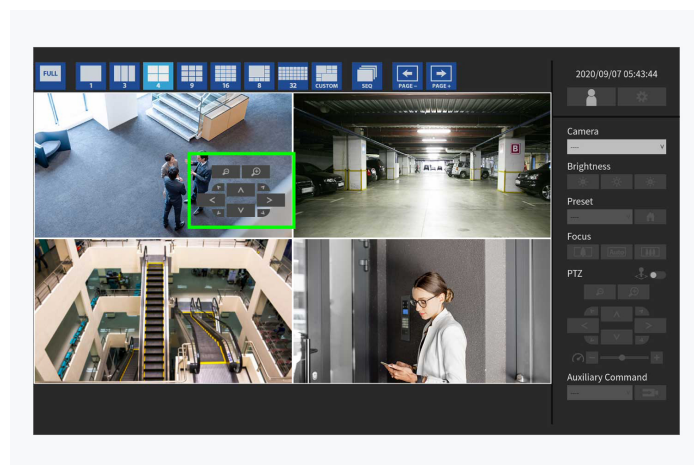 FULL 1 3 4 9 16 8 32 CUSTOM SEQ PAGE− PAGE+
2020/09/07 05:43:44
Camera
Brightness
Preset
Focus
PTZ
Auxiliary Command
B